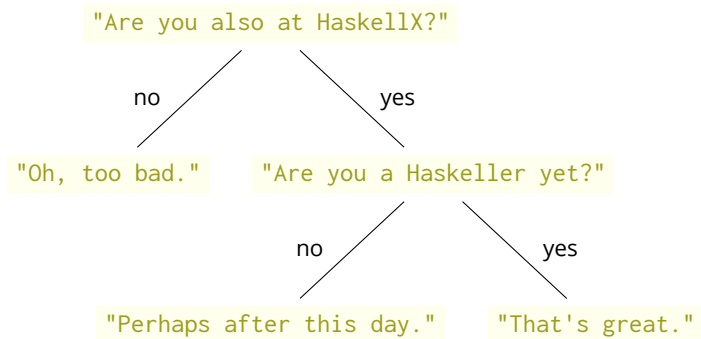 "Are you also at HaskellX?"
no
yes
"Oh, too bad."
"Are you a Haskeller yet?"
no
yes
"Perhaps after this day."
"That's great."